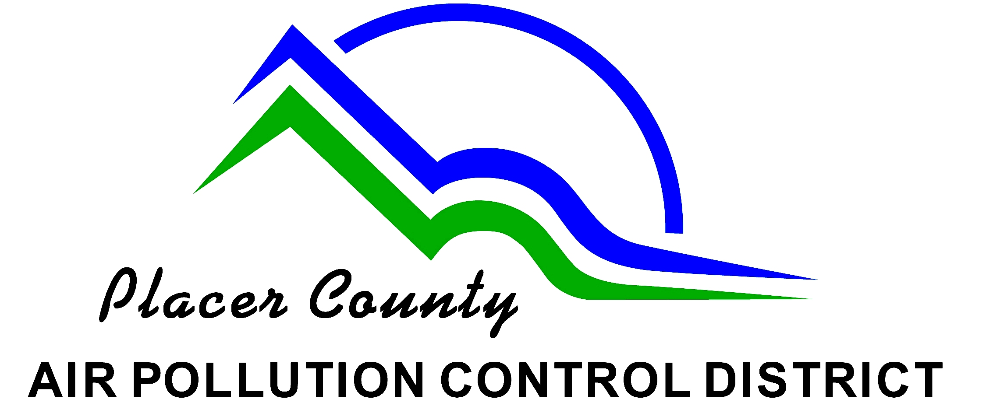 Placer County
AIR POLLUTION CONTROL DISTRICT